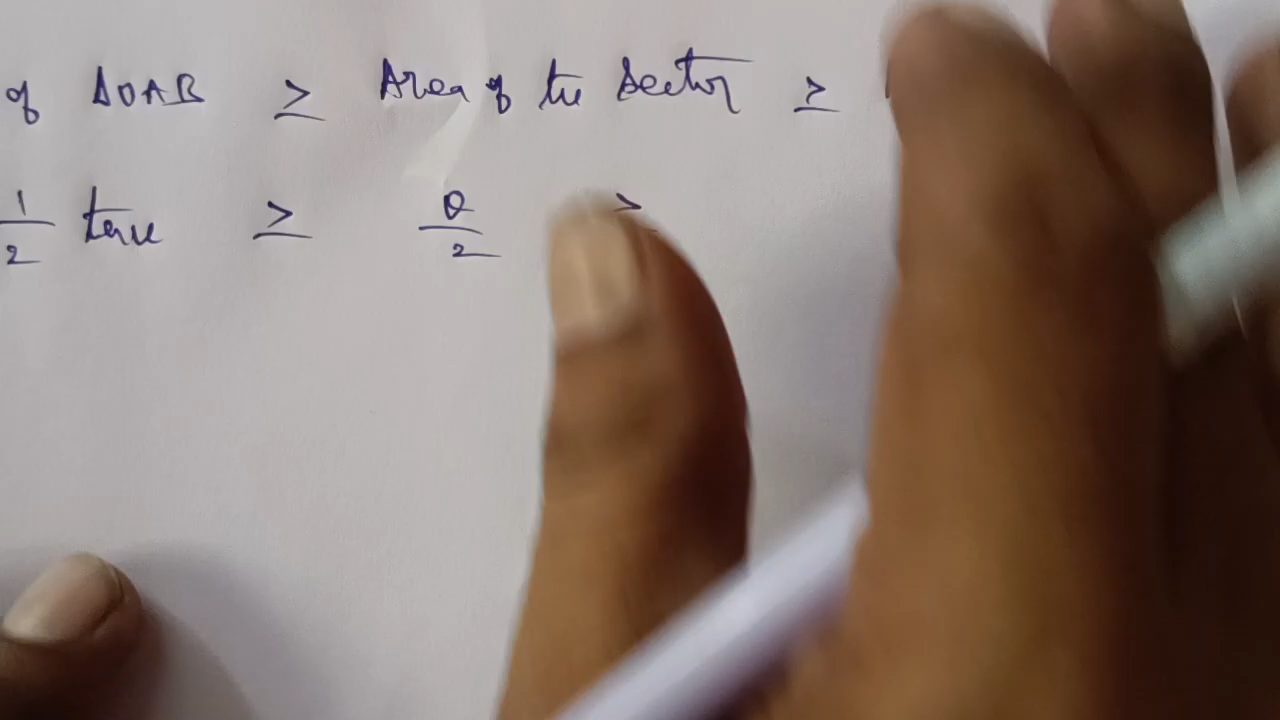 of ΔOAB ≥ Area of the Sector ≥
1/2 tanθ ≥ θ/2 ≥